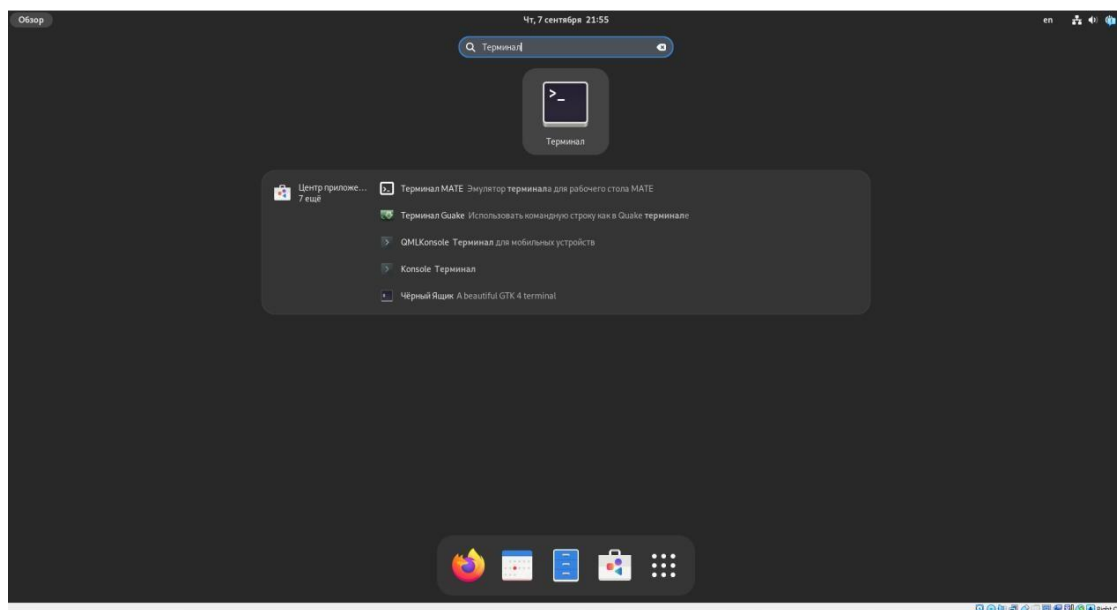 Обзор
Чт, 7 сентября 21:55
en
Терминал
Терминал
Центр приложе...
7 ещё
Терминал MATE Эмулятор терминала для рабочего стола MATE
Терминал Guake Использовать командную строку как в Quake терминале
QMLKonsole Терминал для мобильных устройств
Konsole Терминал
Чёрный Ящик A beautiful GTK 4 terminal
Right C